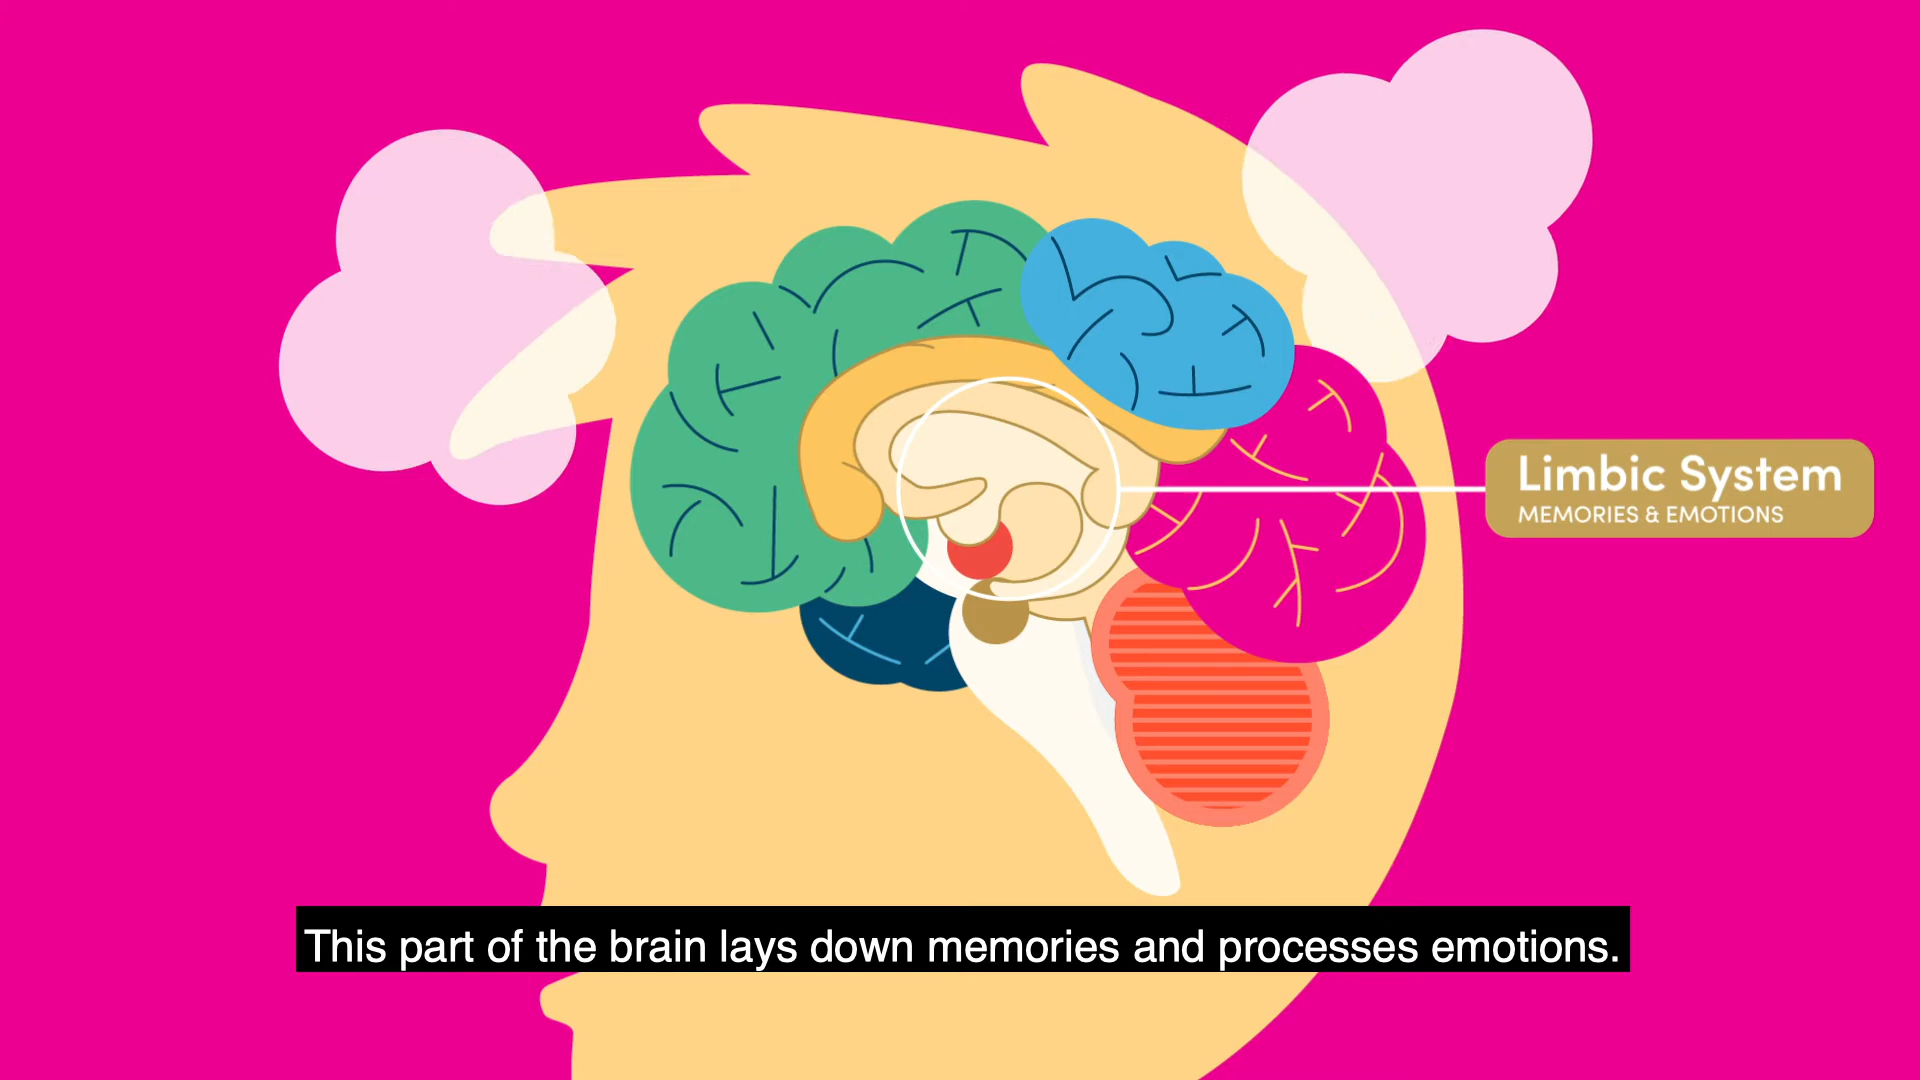 Limbic System
MEMORIES & EMOTIONS
This part of the brain lays down memories and processes emotions.